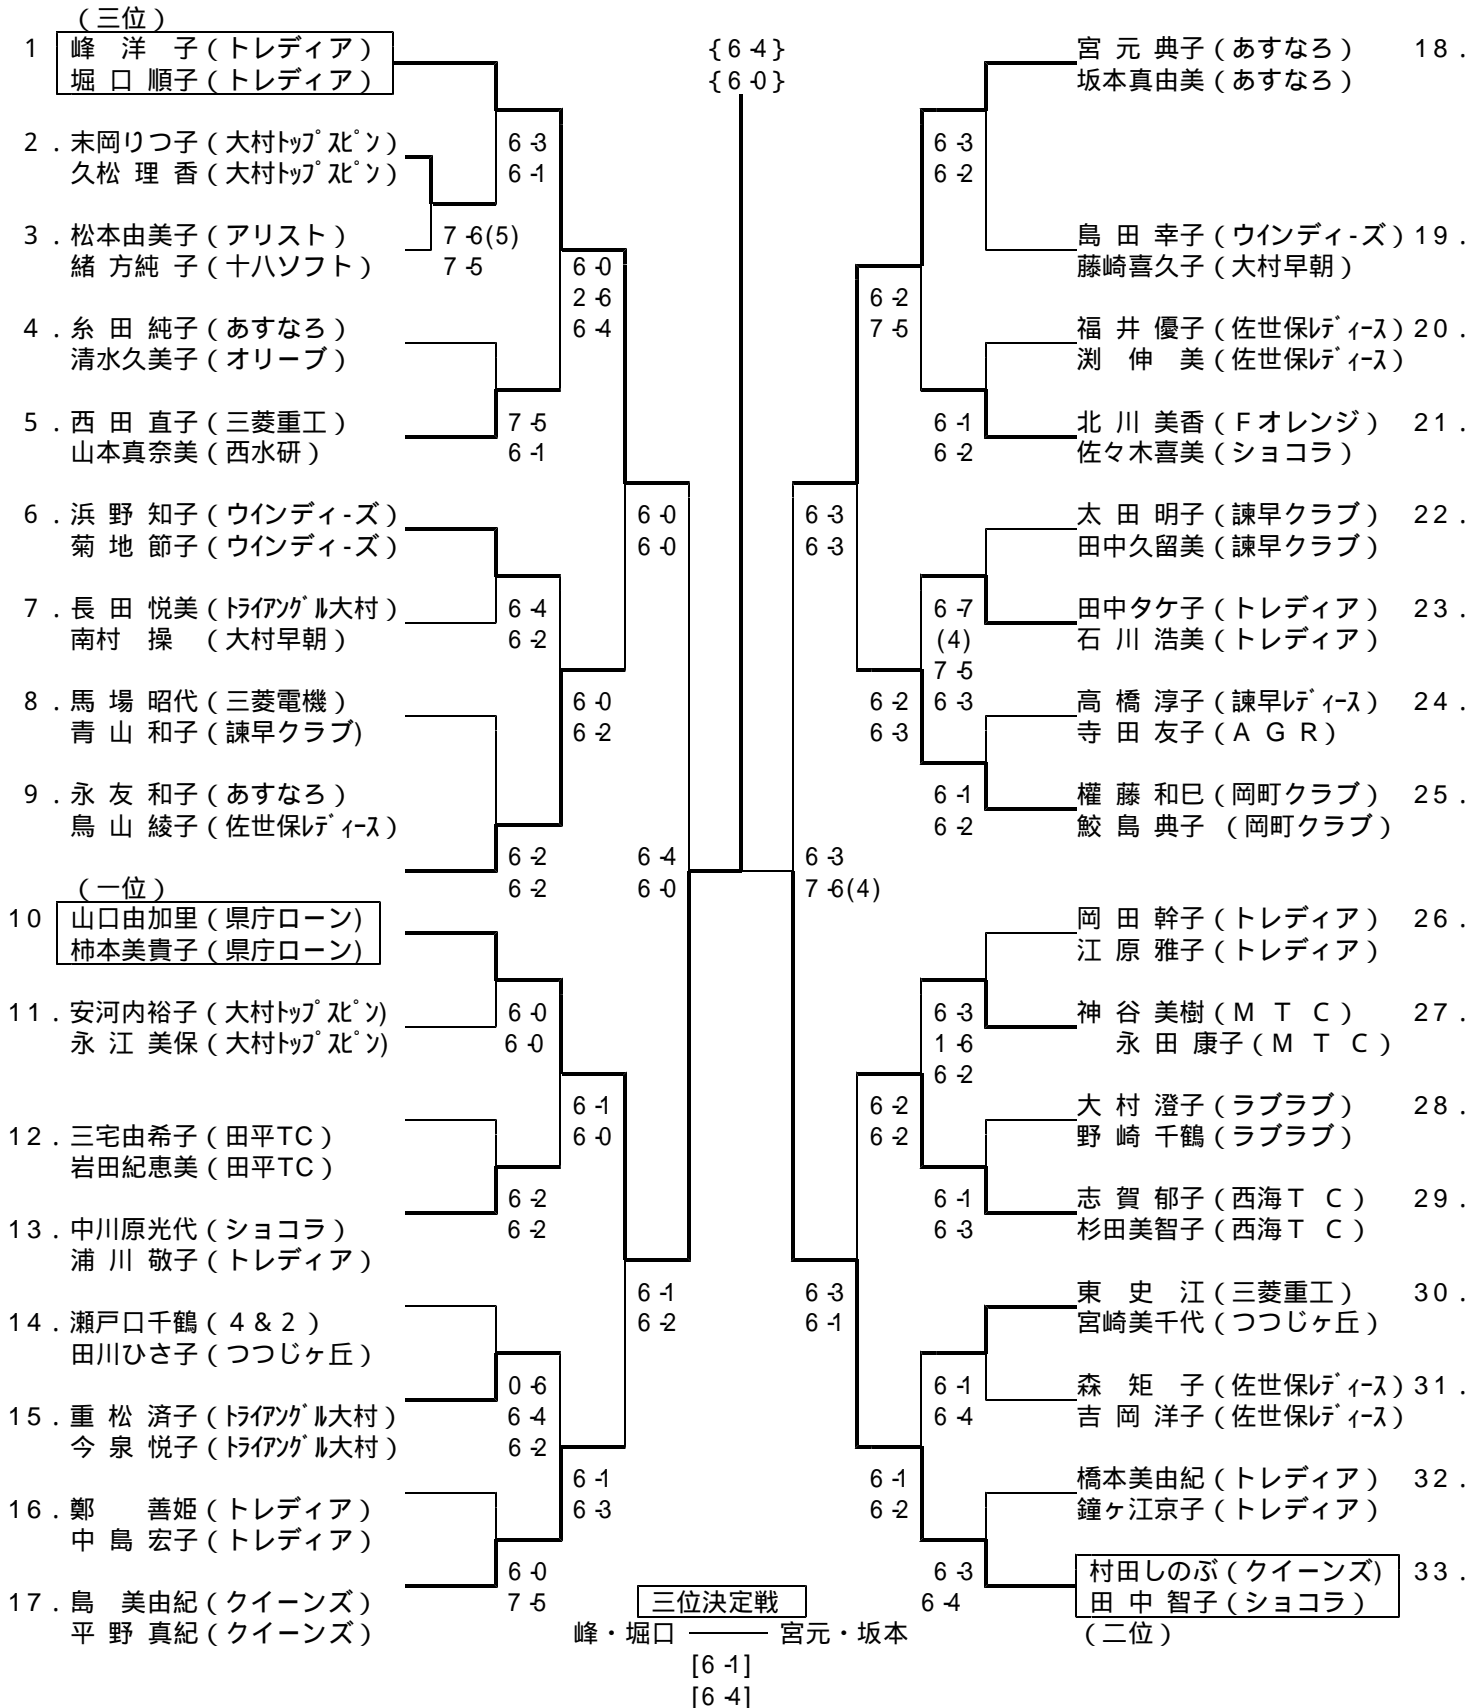 （三位）
1 峰　洋　子（トレディア）
堀 口 順子（トレディア）
2．末岡りつ子（大村トップスピン）
久松 理 香（大村トップスピン）
3．松本由美子（アリスト）
緒 方純 子（十八ソフト）
4．糸 田 純子（あすなろ）
清水久美子（オリーブ）
5．西 田 直子（三菱重工）
山本真奈美（西水研）
6．浜 野 知子（ウインディ-ズ）
菊 地 節子（ウインディ-ズ）
7．長 田 悦美（トライアングル大村）
南村　操　（大村早朝）
8．馬 場 昭代（三菱電機）
青 山 和子（諫早クラブ)
9．永 友 和子（あすなろ）
鳥 山 綾子（佐世保レディース）
（一位）
10 山口由加里（県庁ローン)
柿本美貴子（県庁ローン)
11．安河内裕子（大村トップスピン)
永 江 美保（大村トップスピン)
12．三宅由希子（田平TC）
岩田紀恵美（田平TC）
13．中川原光代（ショコラ）
浦 川 敬子（トレディア）
14．瀬戸口千鶴（４＆２）
田川ひさ子（つつじヶ丘）
15．重 松 済子（トライアングル大村）
今 泉 悦子（トライアングル大村）
16．鄭　　善姫（トレディア）
中 島 宏子（トレディア）
17．島　美由紀（クイーンズ）
平 野 真紀（クイーンズ）
6-3
6-1
7-6(5)
7-5
7-5
6-1
6-4
6-2
6-2
6-2
6-0
6-0
6-2
6-2
0-6
6-4
6-2
6-0
7-5
6-0
2-6
6-4
6-0
6-2
6-1
6-0
6-1
6-3
6-0
6-0
6-1
6-2
6-4
6-0
{6-4}
{6-0}
6-3
7-6(4)
6-3
6-3
6-3
6-1
6-2
7-5
6-2
6-3
6-2
6-2
6-1
6-2
6-3
6-2
6-1
6-2
6-7
(4)
7-5
6-3
6-1
6-2
6-3
1-6
6-2
6-1
6-3
6-1
6-4
6-3
6-4
宮 元 典子（あすなろ） 18．
坂本真由美（あすなろ）
島 田 幸子（ウインディ-ズ）19．
藤崎喜久子（大村早朝）
福 井 優子（佐世保レディース）20．
渕　伸　美（佐世保レディース）
北 川 美香（Ｆオレンジ） 21．
佐々木喜美（ショコラ）
太 田 明子（諫早クラブ） 22．
田中久留美（諫早クラブ）
田中タケ子（トレディア） 23．
石 川 浩美（トレディア）
高 橋 淳子（諫早レディース） 24．
寺 田 友子（Ａ Ｇ Ｒ）
權 藤 和巳（岡町クラブ） 25．
鮫 島 典子 （岡町クラブ）
岡 田 幹子（トレディア） 26．
江 原 雅子（トレディア）
神 谷 美樹（Ｍ Ｔ Ｃ） 27．
永 田 康子（Ｍ Ｔ Ｃ）
大 村 澄子（ラブラブ） 28．
野 崎 千鶴（ラブラブ）
志 賀 郁子（西海Ｔ Ｃ） 29．
杉田美智子（西海Ｔ Ｃ）
東　史　江（三菱重工） 30．
宮崎美千代（つつじヶ丘）
森　矩　子（佐世保レディース）31．
吉 岡 洋子（佐世保レディース）
橋本美由紀（トレディア） 32．
鐘ヶ江京子（トレディア）
村田しのぶ（クイーンズ) 33．
田 中 智子（ショコラ）
（二位）
三位決定戦
峰・堀口 ─── 宮元・坂本
[6-1]
[6-4]